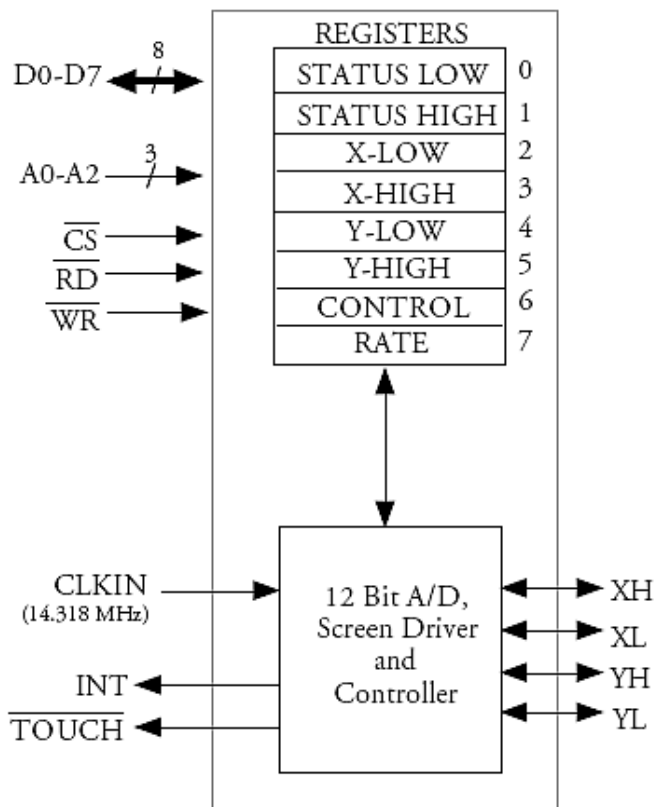 REGISTERS
8
D0-D7
STATUS LOW 0
STATUS HIGH 1
3
A0-A2
X-LOW 2
X-HIGH 3
CS
Y-LOW 4
RD
Y-HIGH 5
WR
CONTROL 6
RATE 7
CLKIN
(14.318 MHz)
INT
TOUCH
12 Bit A/D,
Screen Driver
and
Controller
XH
XL
YH
YL